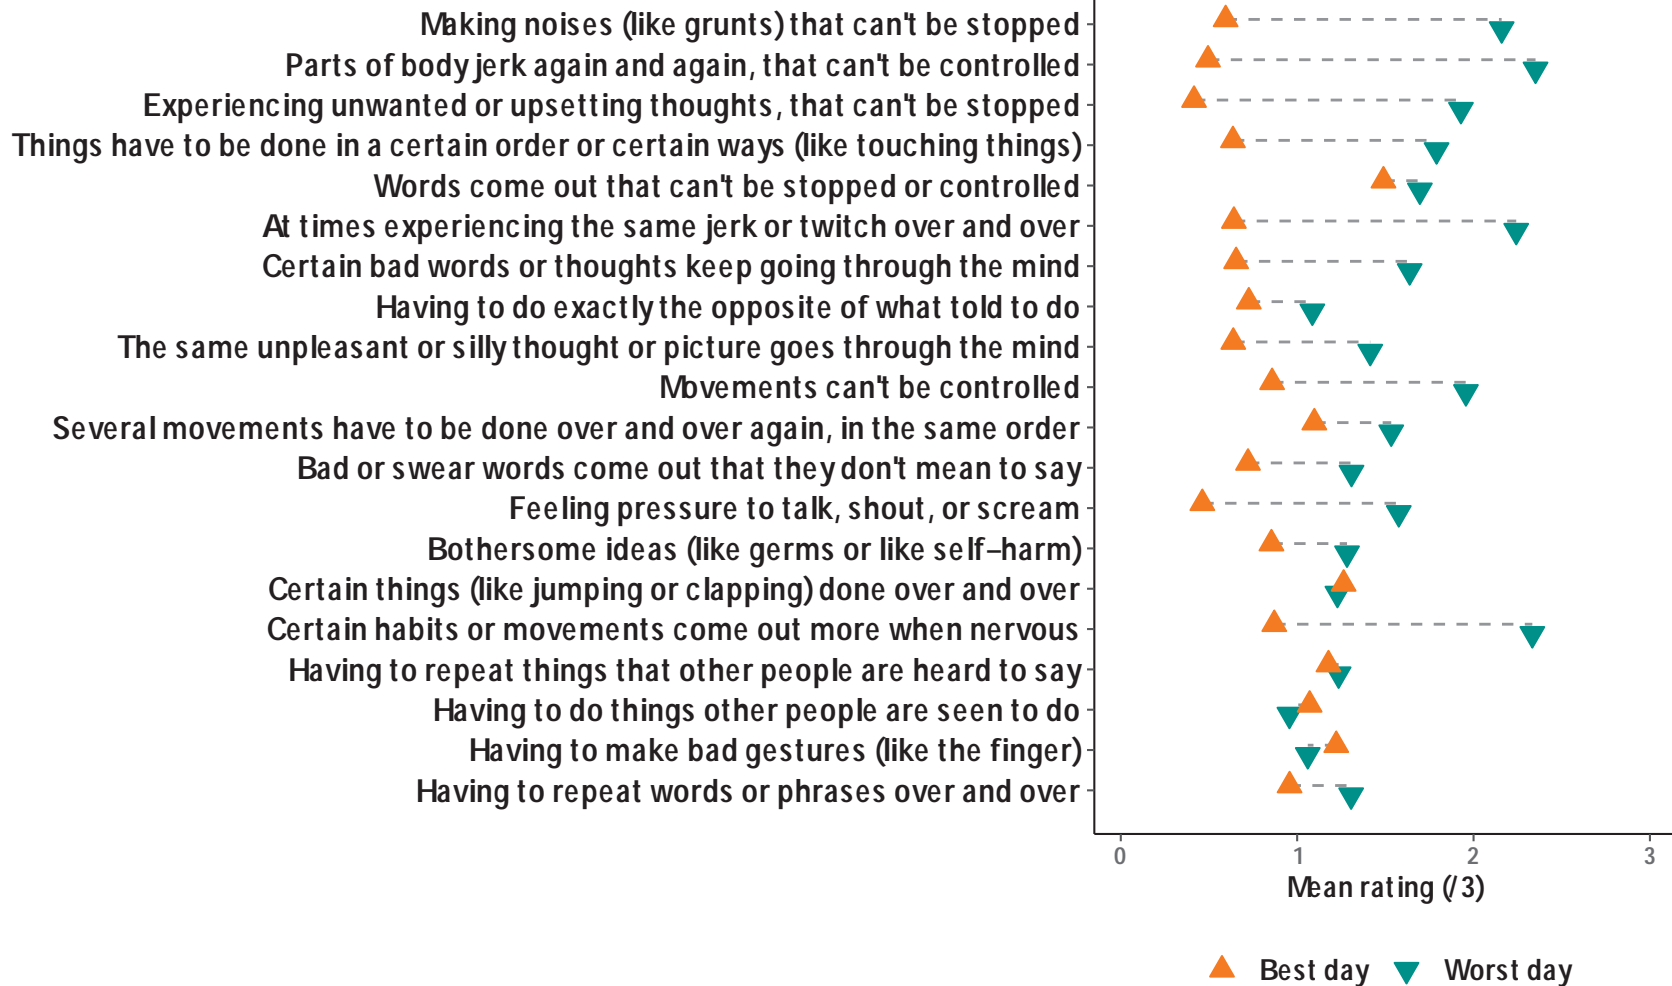 Making noises (like grunts) that can't be stopped
Parts of body jerk again and again, that can't be controlled
Experiencing unwanted or upsetting thoughts, that can't be stopped
Things have to be done in a certain order or certain ways (like touching things)
Words come out that can't be stopped or controlled
At times experiencing the same jerk or twitch over and over
Certain bad words or thoughts keep going through the mind
Having to do exactly the opposite of what told to do
The same unpleasant or silly thought or picture goes through the mind
Movements can't be controlled
Several movements have to be done over and over again, in the same order
Bad or swear words come out that they don't mean to say
Feeling pressure to talk, shout, or scream
Bothersome ideas (like germs or like self–harm)
Certain things (like jumping or clapping) done over and over
Certain habits or movements come out more when nervous
Having to repeat things that other people are heard to say
Having to do things other people are seen to do
Having to make bad gestures (like the finger)
Having to repeat words or phrases over and over
0 1 2 3
Mean rating (/3)
Best day Worst day